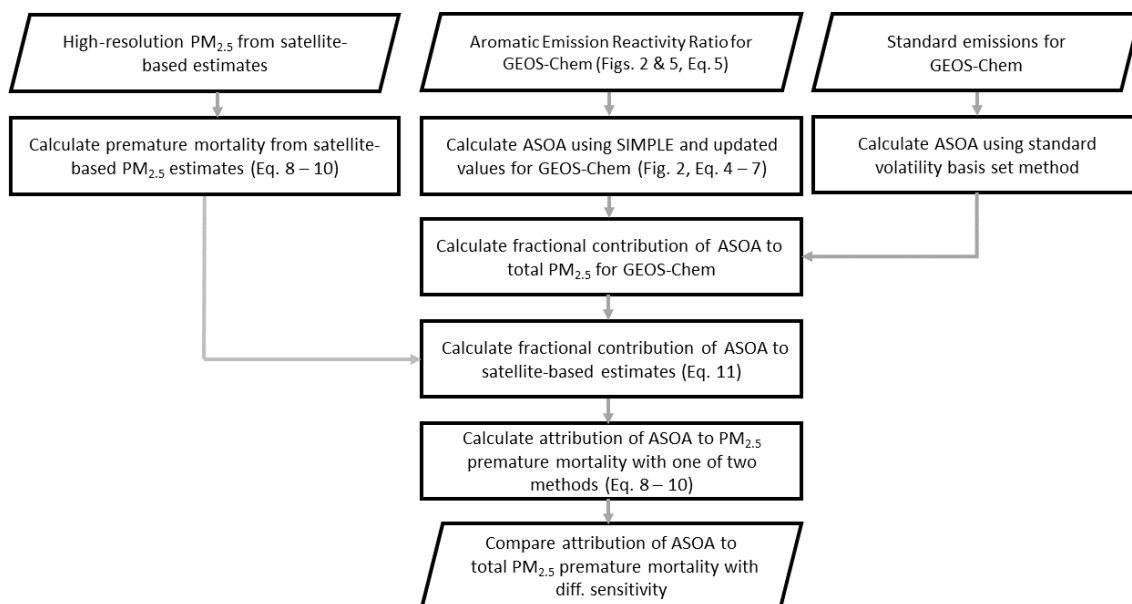 2.5
High-resolution PM2.5 from satellite-
based estimates
Aromatic Emission Reactivity Ratio for
GEOS-Chem (Figs. 2 & 5, Eq. 5)
Standard emissions for
GEOS-Chem
Calculate premature mortality from satellite-
based PM2.5 estimates (Eq. 8 – 10)
Calculate ASOA using SIMPLE and updated
values for GEOS-Chem (Fig. 2, Eq. 4 – 7)
Calculate ASOA using standard
volatility basis set method
Calculate fractional contribution of ASOA to
total PM2.5 for GEOS-Chem
Calculate fractional contribution of ASOA to
satellite-based estimates (Eq. 11)
Calculate attribution of ASOA to PM2.5
premature mortality with one of two
methods (Eq. 8 – 10)
Compare attribution of ASOA to
total PM2.5 premature mortality with
diff. sensitivity